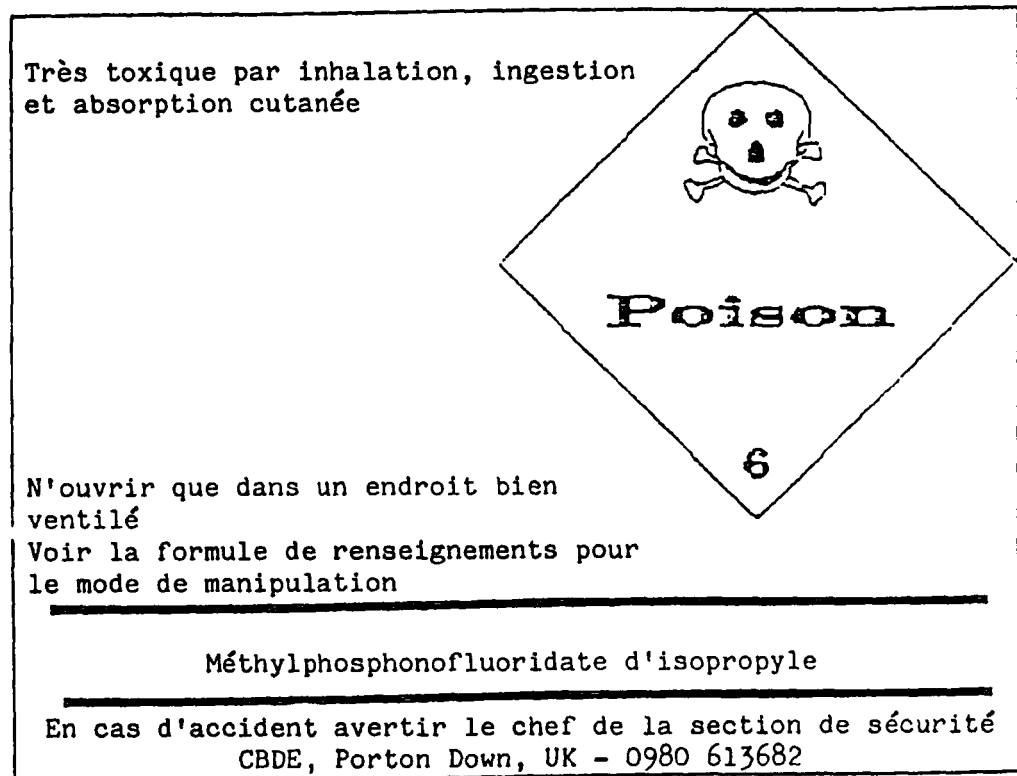 Très toxique par inhalation, ingestion
et absorption cutanée
Poison
6
N'ouvrir que dans un endroit bien
ventilé
Voir la formule de renseignements pour
le mode de manipulation
Méthylphosphonofluoridate d'isopropyle
En cas d'accident avertir le chef de la section de sécurité
CBDE, Porton Down, UK - 0980 613682